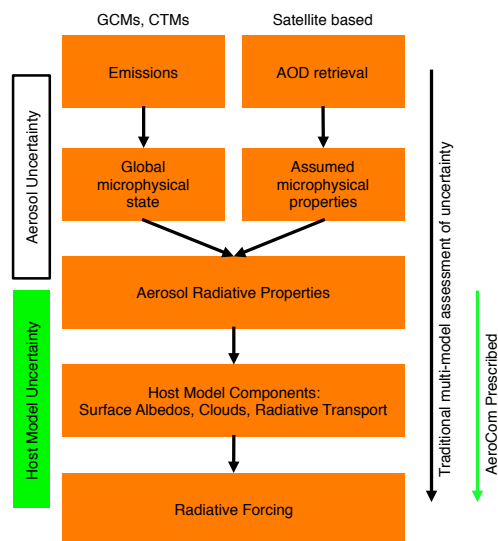 GCMs, CTMs
Satellite based
Emissions
AOD retrieval
Global
microphysical
state
Assumed
microphysical
properties
Aerosol Radiative Properties
Host Model Components:
Surface Albedos, Clouds, Radiative Transport
Radiative Forcing
Aerosol Uncertainty
Host Model Uncertainty
Traditional multi-model assessment of uncertainty
AeroCom Prescribed